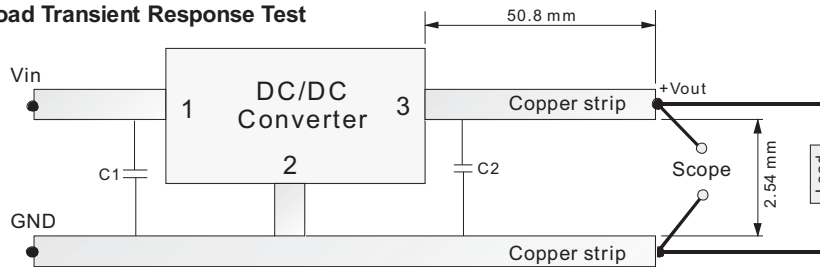 oad Transient Response Test
50.8 mm
Vin
DC/DC
Converter
1
3
2
Copper strip
+Vout
C1
C2
Scope
2.54 mm
GND
Copper strip